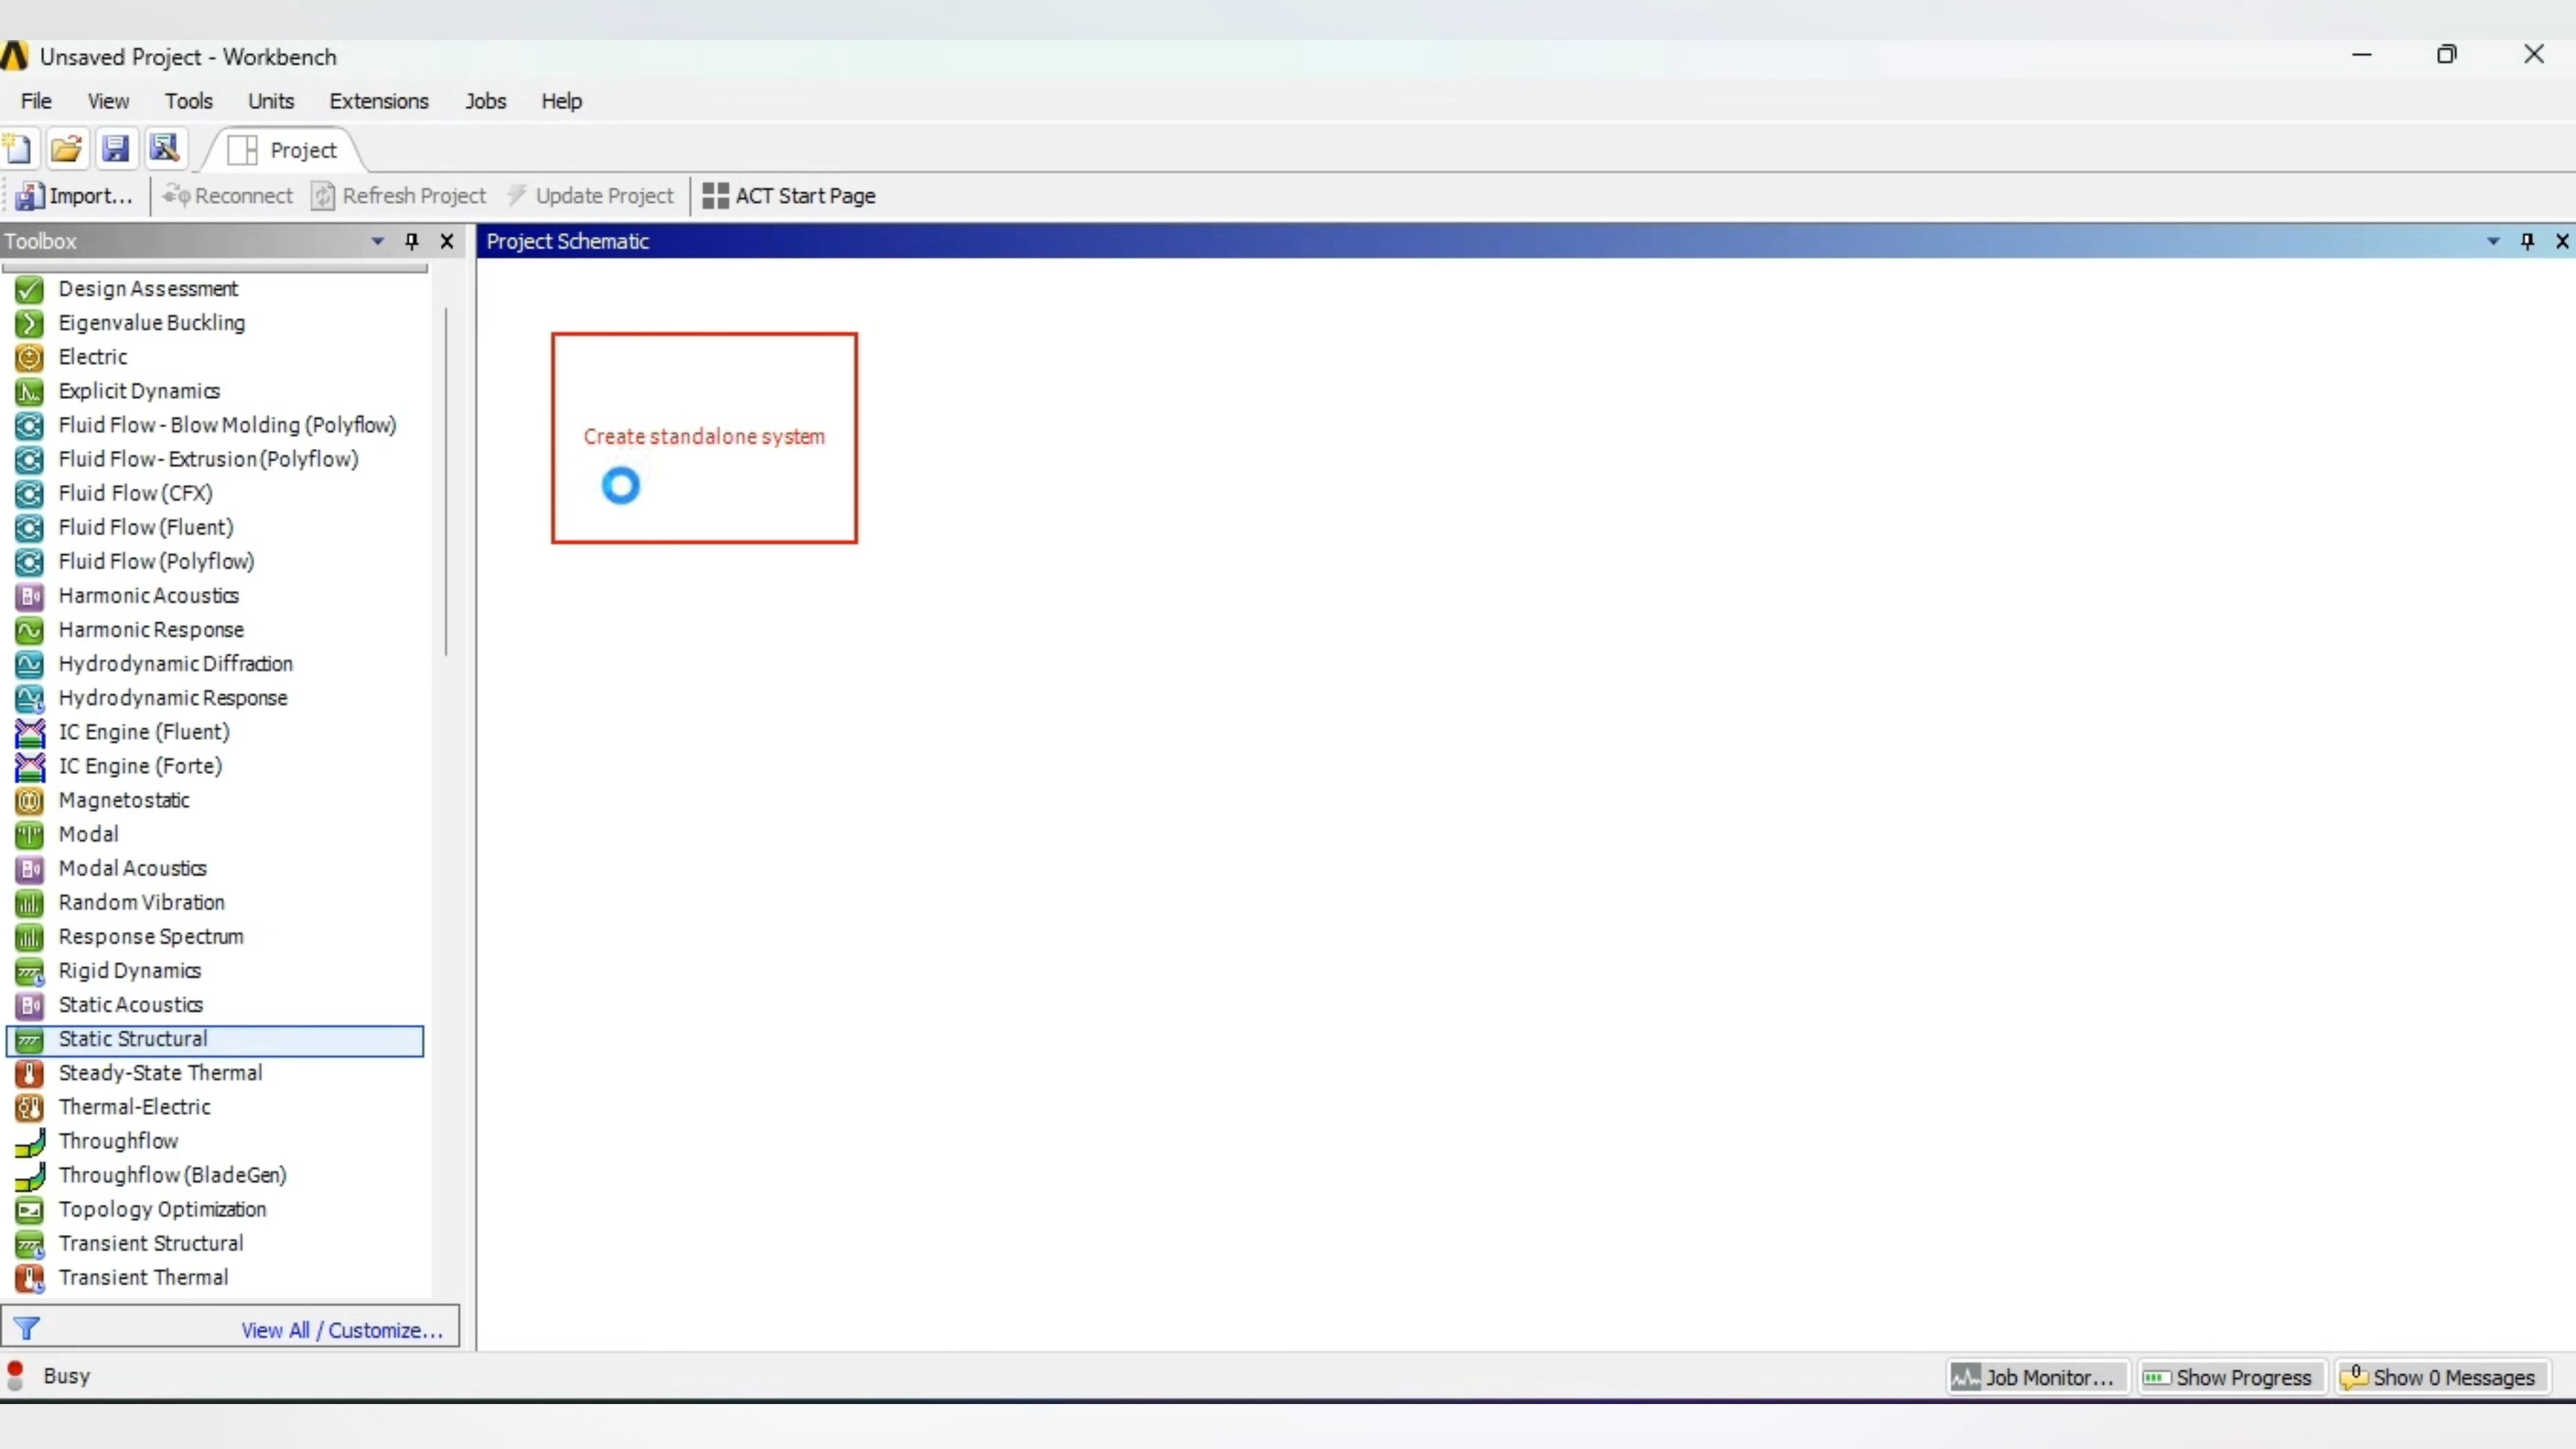 Unsaved Project - Workbench
File View Tools Units Extensions Jobs Help
Project
Import... Reconnect Refresh Project Update Project ACT Start Page
Toolbox
Project Schematic
Design Assessment
Eigenvalue Buckling
Electric
Explicit Dynamics
Fluid Flow - Blow Molding (Polyflow)
Fluid Flow- Extrusion (Polyflow)
Fluid Flow (CFX)
Fluid Flow (Fluent)
Fluid Flow (Polyflow)
Harmonic Acoustics
Harmonic Response
Hydrodynamic Diffraction
Hydrodynamic Response
IC Engine (Fluent)
IC Engine (Forte)
Magnetostatic
Modal
Modal Acoustics
Random Vibration
Response Spectrum
Rigid Dynamics
Static Acoustics
Static Structural
Steady-State Thermal
Thermal-Electric
Throughflow
Throughflow (BladeGen)
Topology Optimization
Transient Structural
Transient Thermal
View All / Customize...
Create standalone system
Busy
Job Monitor... Show Progress 0 Show 0 Messages